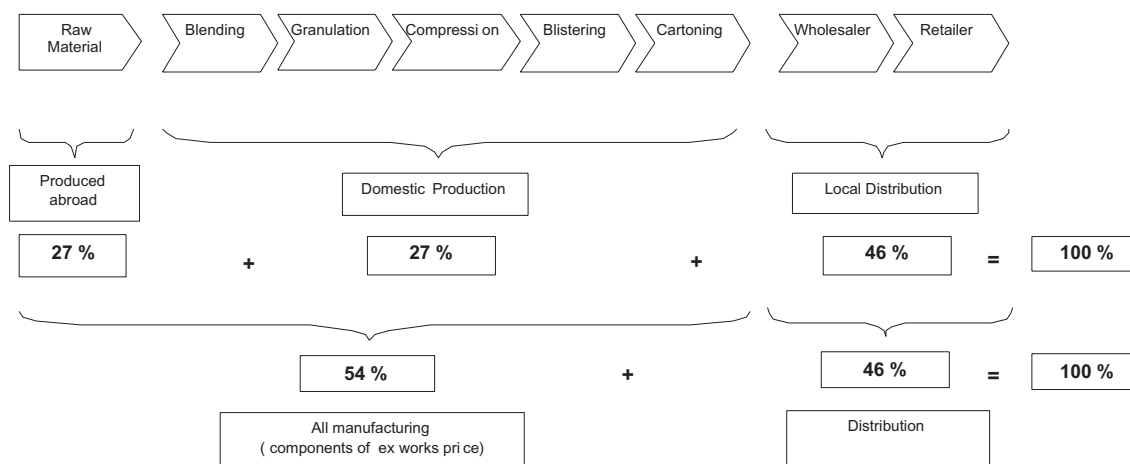 Raw
Material
Blending
Granulation
Compressi on
Blistering
Cartoning
Wholesaler
Retailer
Produced
abroad
Domestic Production
Local Distribution
27 %
+
27 %
+
46 %
=
100 %
54 %
+
46 %
=
100 %
All manufacturing
( components of ex works pri ce)
Distribution